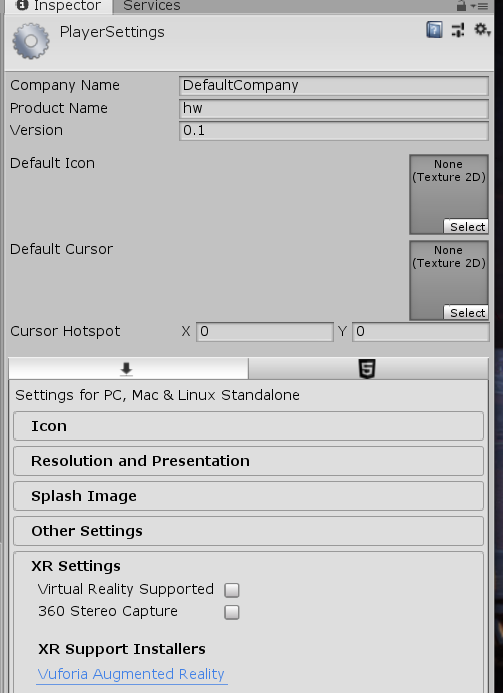 Inspector Services
PlayerSettings
Company Name DefaultCompany
Product Name hw
Version 0.1
Default Icon None
(Texture 2D)
Select
Default Cursor None
(Texture 2D)
Select
Cursor Hotspot X 0 Y 0
Settings for PC, Mac & Linux Standalone
Icon
Resolution and Presentation
Splash Image
Other Settings
XR Settings
Virtual Reality Supported
360 Stereo Capture
XR Support Installers
Vuforia Augmented Reality